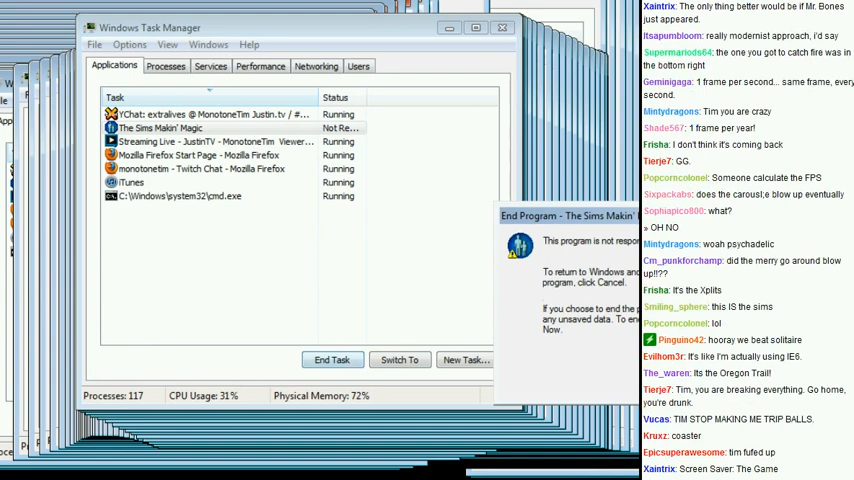 Windows Task Manager
File Options View Windows Help
Applications Processes Services Performance Networking Users
Task Status
YChat: extralives @ MonotoneTim Justin.tv / #... Running
The Sims Makin' Magic Not Re...
Streaming Live - JustinTV - MonotoneTim Viewer... Running
Mozilla Firefox Start Page - Mozilla Firefox Running
monotonetim - Twitch Chat - Mozilla Firefox Running
iTunes Running
C:\Windows\system32\cmd.exe Running
End Task Switch To New Task...
Processes: 117 CPU Usage: 31% Physical Memory: 72%
End Program - The Sims Makin'
This program is not respon
To return to Windows and
program, click Cancel.
If you choose to end the p
any unsaved data. To end
Now.
Xaintrix: The only thing better would be if Mr. Bones
just appeared.
Itsapumbloom: really modernist approach, i'd say
Supermariods64: the one you got to catch fire was in
the bottom right
Geminigaga: 1 frame per second... same frame, every
second.
Mintydragons: Tim you are crazy
Shade567: 1 frame per year!
Frisha: I don't think it's coming back
Tierje7: GG.
Popcorncolonel: Someone calculate the FPS
Sixpackabs: does the carousl;e blow up eventually
Sophiapico800: what?
» OH NO
Mintydragons: woah psychadelic
Cm_punkforchamp: did the merry go around blow
up!!??
Frisha: It's the Xplits
Smiling_sphere: this IS the sims
Popcorncolonel: lol
Pinguino42: hooray we beat solitaire
Evilhom3r: It's like I'm actually using IE6.
The_waren: Its the Oregon Trail!
Tierje7: Tim, you are breaking everything. Go home,
you're drunk.
Vucas: TIM STOP MAKING ME TRIP BALLS.
Kruxz: coaster
Epicsuperawesome: tim fufed up
Xaintrix: Screen Saver: The Game